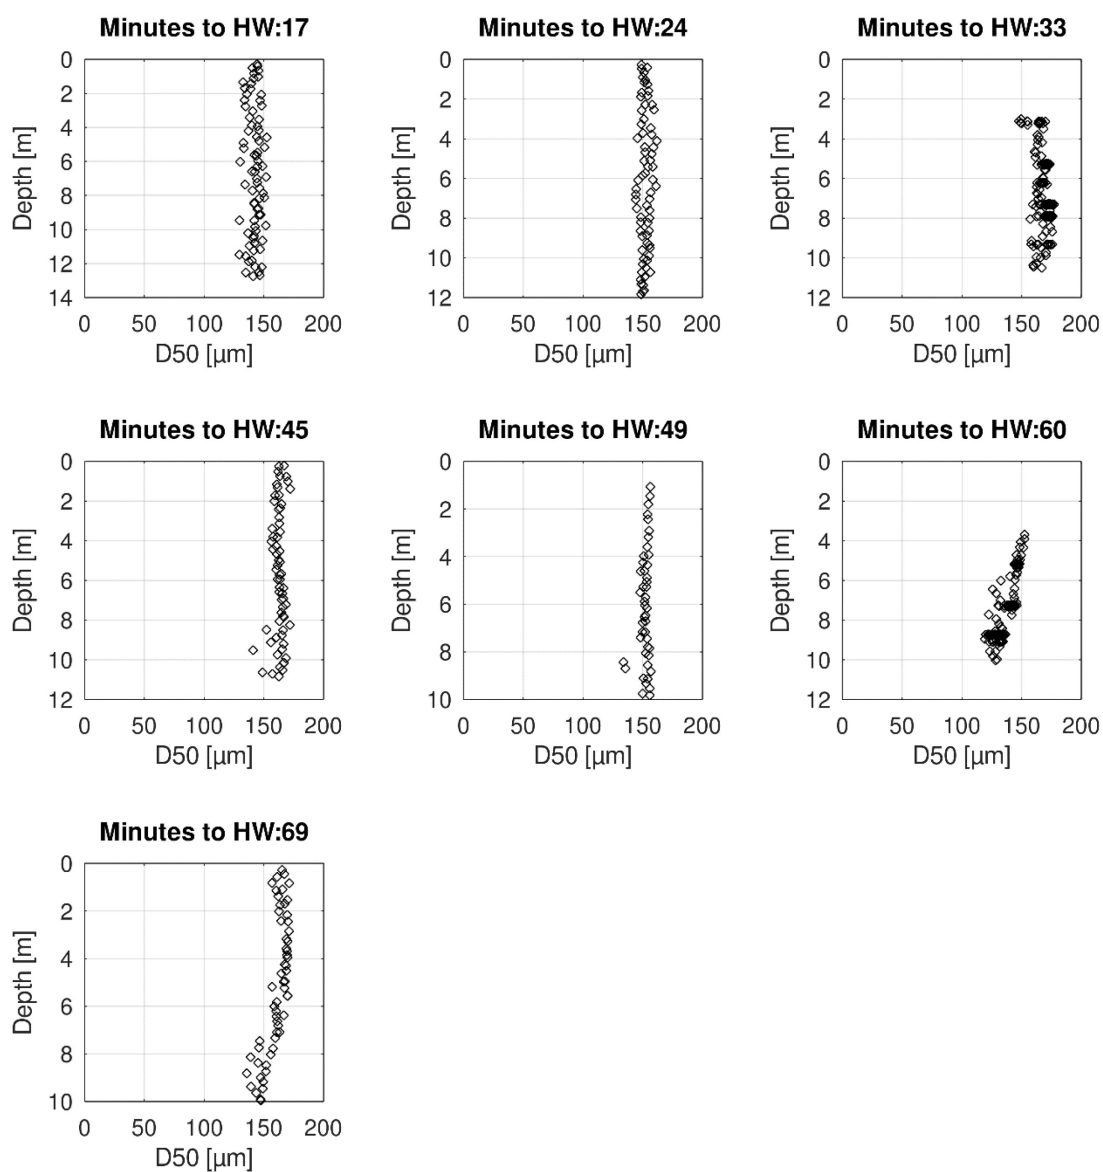 Minutes to HW:17
0
2
4
6
8
10
12
14
Depth [m]
0 50 100 150 200
D50 [µm]
Minutes to HW:24
0
2
4
6
8
10
12
Depth [m]
0 50 100 150 200
D50 [µm]
Minutes to HW:33
0
2
4
6
8
10
12
Depth [m]
0 50 100 150 200
D50 [µm]
Minutes to HW:45
0
2
4
6
8
10
12
Depth [m]
0 50 100 150 200
D50 [µm]
Minutes to HW:49
0
2
4
6
8
10
Depth [m]
0 50 100 150 200
D50 [µm]
Minutes to HW:60
0
2
4
6
8
10
12
Depth [m]
0 50 100 150 200
D50 [µm]
Minutes to HW:69
0
2
4
6
8
10
Depth [m]
0 50 100 150 200
D50 [µm]